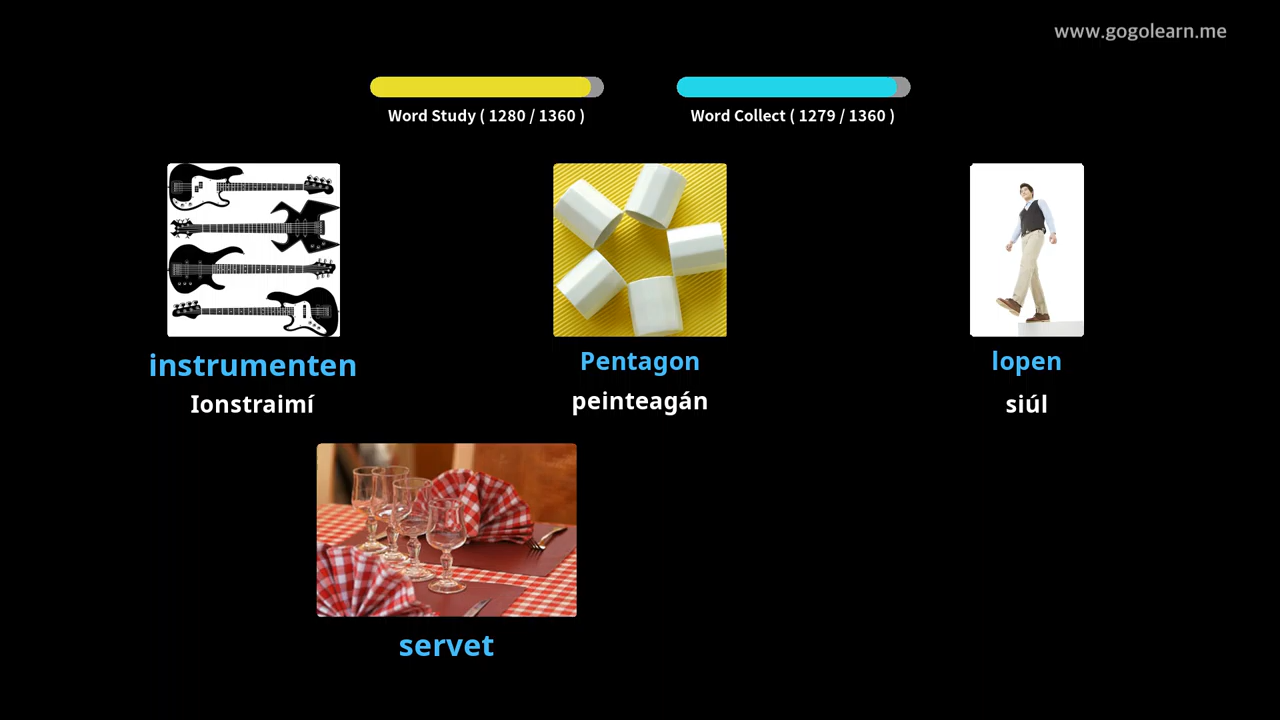 www.gogolearn.me
Word Study ( 1280 / 1360 )
Word Collect ( 1279 / 1360 )
instrumenten
Ionstraimí
Pentagon
peinteagán
lopen
siúl
servet